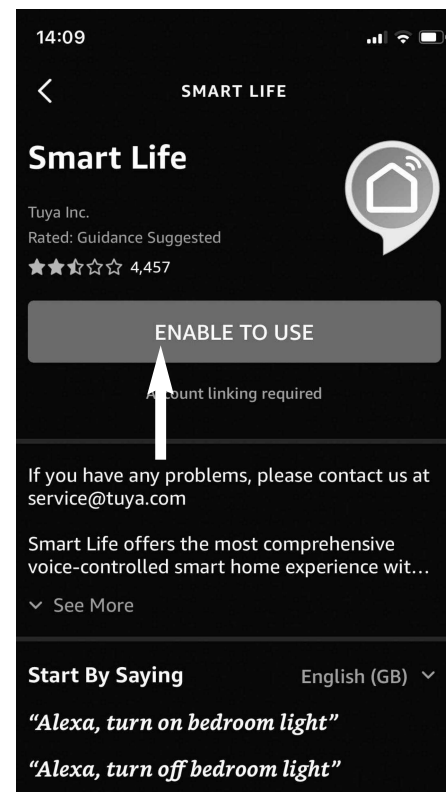 14:09
SMART LIFE
Smart Life
Tuya Inc.
Rated: Guidance Suggested
4,457
ENABLE TO USE
Account linking required
If you have any problems, please contact us at
service@tuya.com
Smart Life offers the most comprehensive
voice-controlled smart home experience wit...
See More
Start By Saying
English (GB)
“Alexa, turn on bedroom light”
“Alexa, turn off bedroom light”